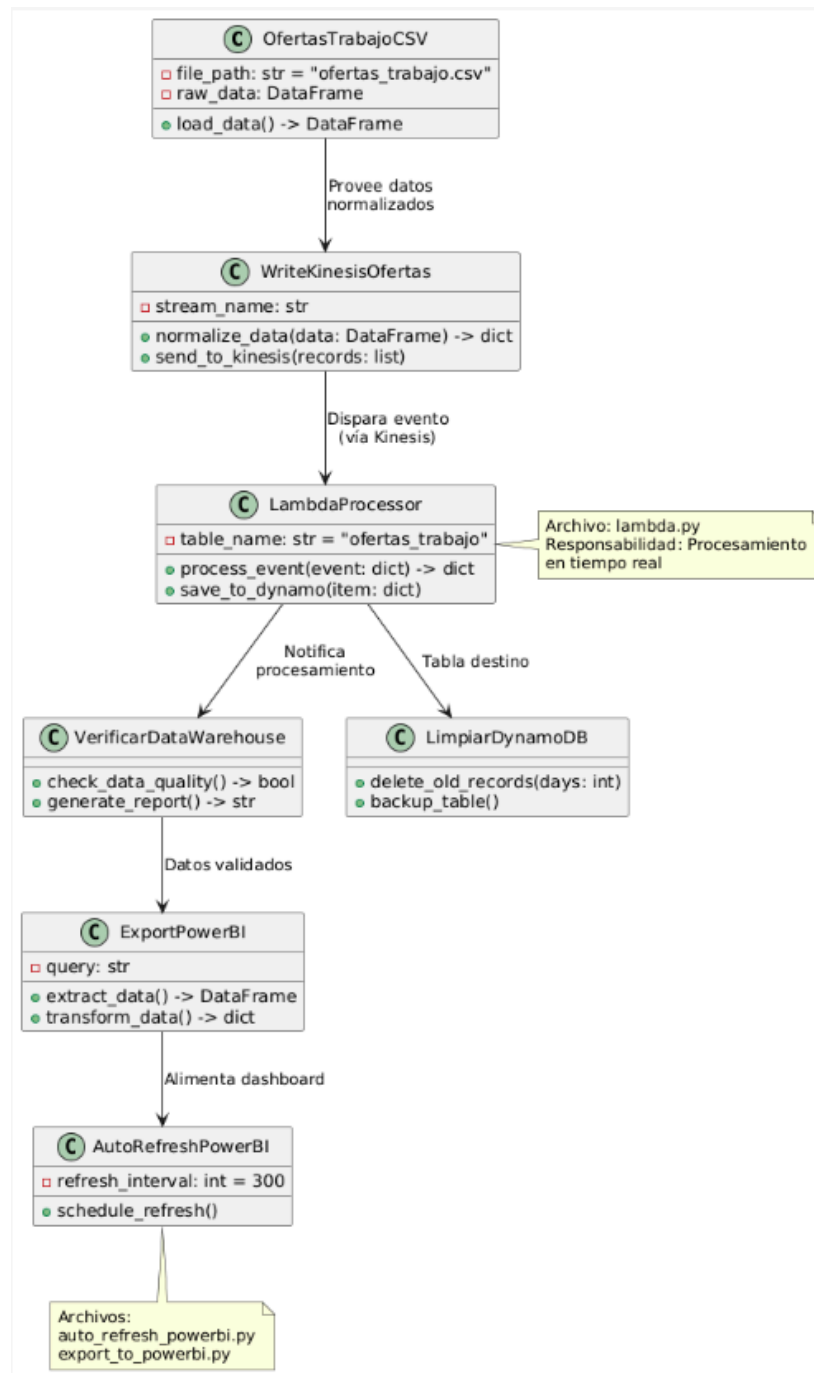 C OfertasTrabajoCSV
file_path: str = "ofertas_trabajo.csv"
raw_data: DataFrame
load_data() -> DataFrame
Provee datos
normalizados
C WriteKinesisOfertas
stream_name: str
normalize_data(data: DataFrame) -> dict
send_to_kinesis(records: list)
Dispara evento
(vía Kinesis)
C LambdaProcessor
table_name: str = "ofertas_trabajo"
process_event(event: dict) -> dict
save_to_dynamo(item: dict)
Archivo: lambda.py
Responsabilidad: Procesamiento
en tiempo real
Notifica
procesamiento
Tabla destino
C VerificarDataWarehouse
check_data_quality() -> bool
generate_report() -> str
C LimpiarDynamoDB
delete_old_records(days: int)
backup_table()
Datos validados
C ExportPowerBI
query: str
extract_data() -> DataFrame
transform_data() -> dict
Alimenta dashboard
C AutoRefreshPowerBI
refresh_interval: int = 300
schedule_refresh()
Archivos:
auto_refresh_powerbi.py
export_to_powerbi.py